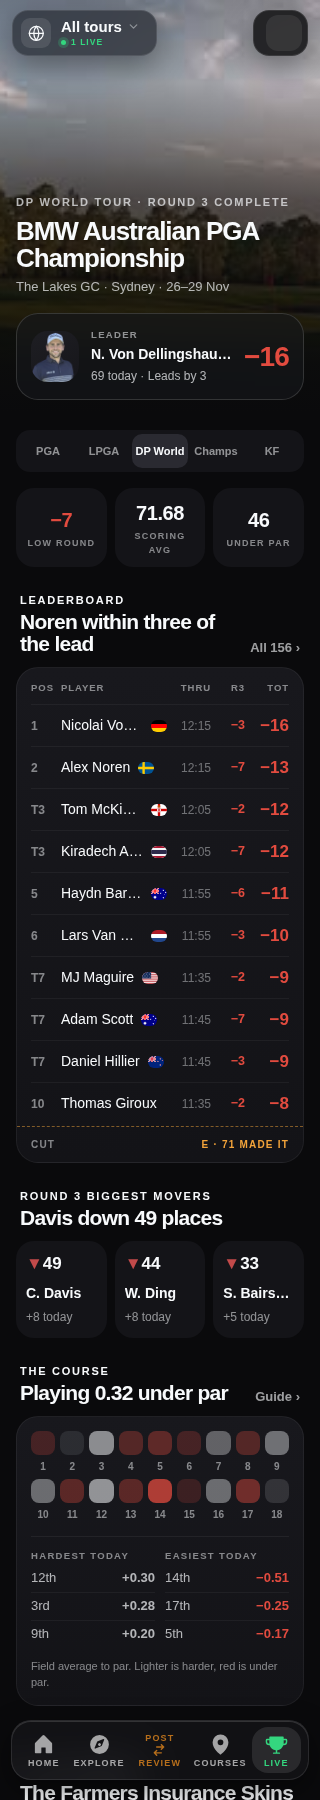 All tours
1 LIVE
DP WORLD TOUR · ROUND 3 COMPLETE
BMW Australian PGA
Championship
The Lakes GC · Sydney · 26–29 Nov
LEADER
N. Von Dellingshau…
69 today · Leads by 3
−16
PGA LPGA DP World Champs KF
−7
LOW ROUND
71.68
SCORING
AVG
46
UNDER PAR
LEADERBOARD
Noren within three of
the lead
All 156 ›
POS PLAYER THRU R3 TOT
1 Nicolai Vo… 12:15 −3 −16
2 Alex Noren 12:15 −7 −13
T3 Tom McKi… 12:05 −2 −12
T3 Kiradech A… 12:05 −7 −12
5 Haydn Bar… 11:55 −6 −11
6 Lars Van … 11:55 −3 −10
T7 MJ Maguire 11:35 −2 −9
T7 Adam Scott 11:45 −7 −9
T7 Daniel Hillier 11:45 −3 −9
10 Thomas Giroux 11:35 −2 −8
CUT E · 71 MADE IT
ROUND 3 BIGGEST MOVERS
Davis down 49 places
▼49
C. Davis
+8 today
▼44
W. Ding
+8 today
▼33
S. Bairs…
+5 today
THE COURSE
Playing 0.32 under par
Guide ›
1 2 3 4 5 6 7 8 9
10 11 12 13 14 15 16 17 18
HARDEST TODAY EASIEST TODAY
12th +0.30 14th −0.51
3rd +0.28 17th −0.25
9th +0.20 5th −0.17
Field average to par. Lighter is harder, red is under
par.
HOME
EXPLORE
POST
REVIEW
COURSES
LIVE
The Farmers Insurance Skins